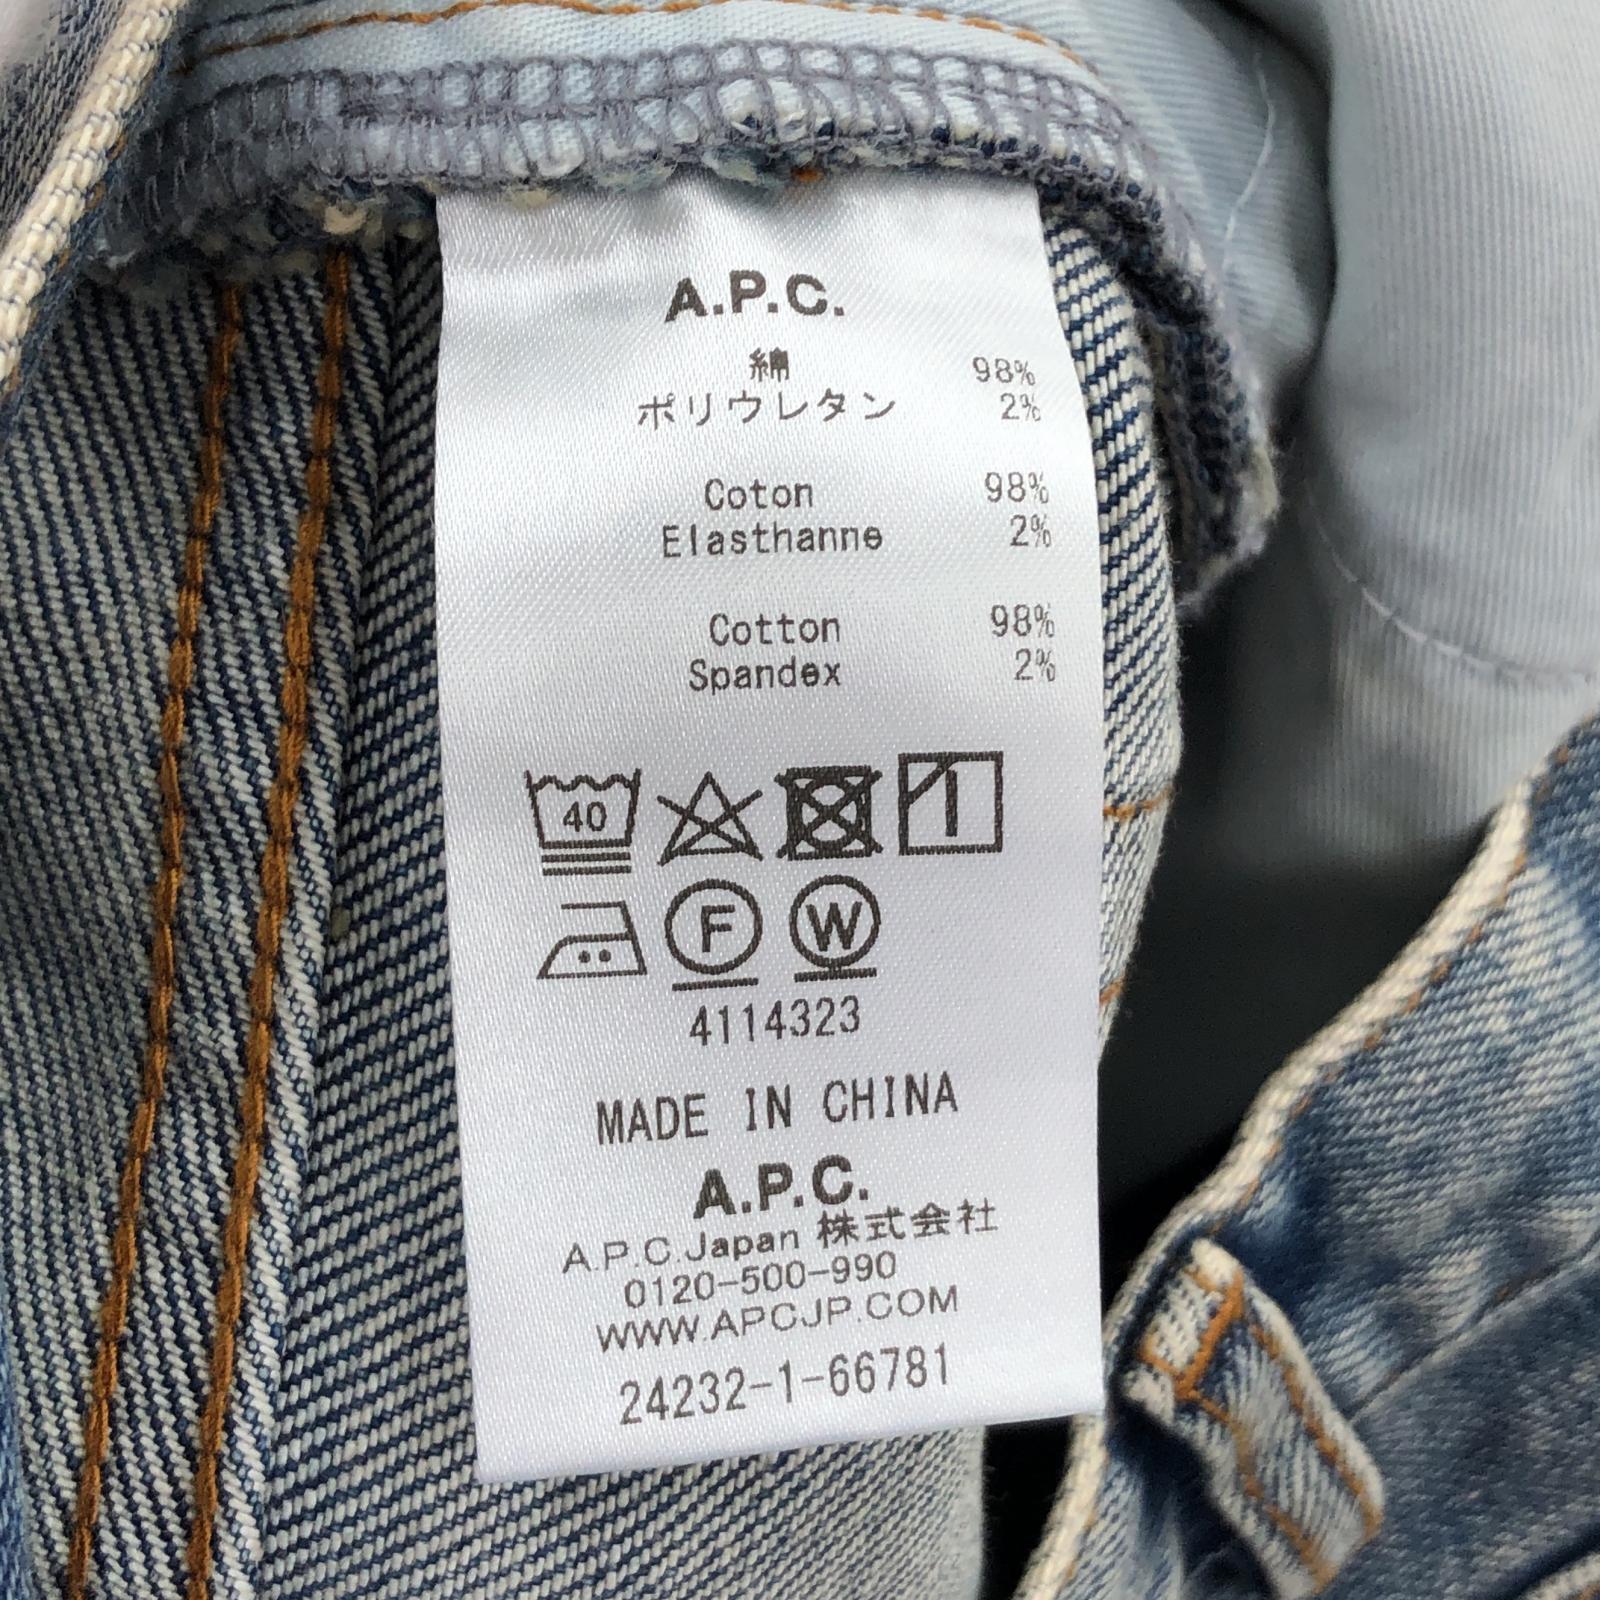 A.P.C.
綿 98%
ポリウレタン 2%
Coton 98%
Elasthanne 2%
Cotton 98%
Spandex 2%
40
F W
4114323
MADE IN CHINA
A.P.C.
A.P.C.Japan 株式会社
0120-500-990
WWW.APCJP.COM
24232-1-66781